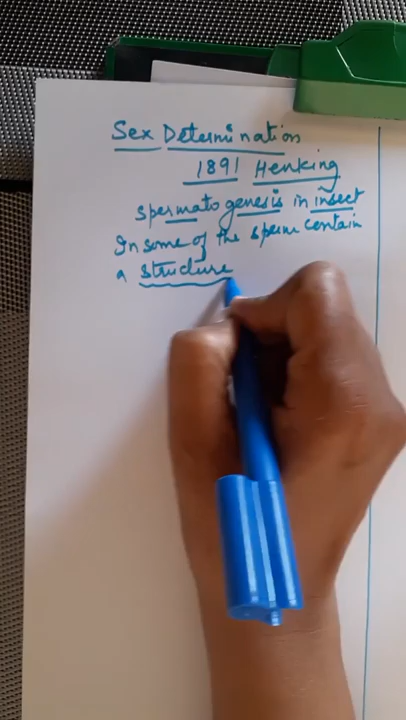 Sex Determination
1891 Henking
spermatogenesis in insect
In some of the sperm contain
a structure